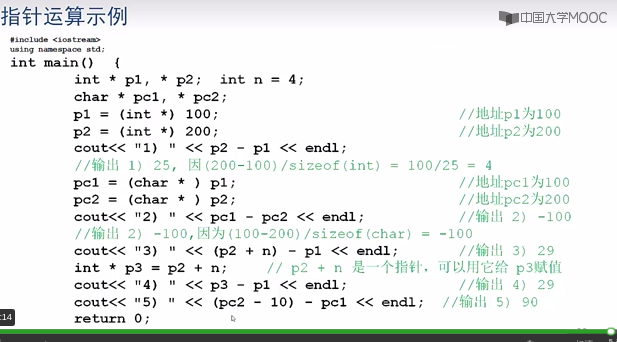 指针运算示例
中国大学MOOC
#include <iostream>
using namespace std;
int main()  {
int * p1, * p2;  int n = 4;
char * pc1, * pc2;
p1 = (int *) 100; //地址p1为100
p2 = (int *) 200; //地址p2为200
cout<< "1) " << p2 - p1 << endl;
//输出 1) 25, 因(200-100)/sizeof(int) = 100/25 = 4
pc1 = (char * ) p1; //地址pc1为100
pc2 = (char * ) p2; //地址pc2为200
cout<< "2) " << pc1 - pc2 << endl; //输出 2) -100
//输出 2) -100,因为(100-200)/sizeof(char) = -100
cout<< "3) " << (p2 + n) - p1 << endl; //输出 3) 29
int * p3 = p2 + n; // p2 + n 是一个指针，可以用它给 p3赋值
cout<< "4) " << p3 - p1 << endl; //输出 4) 29
cout<< "5) " << (pc2 - 10) - pc1 << endl; //输出 5) 90
return 0;
:14